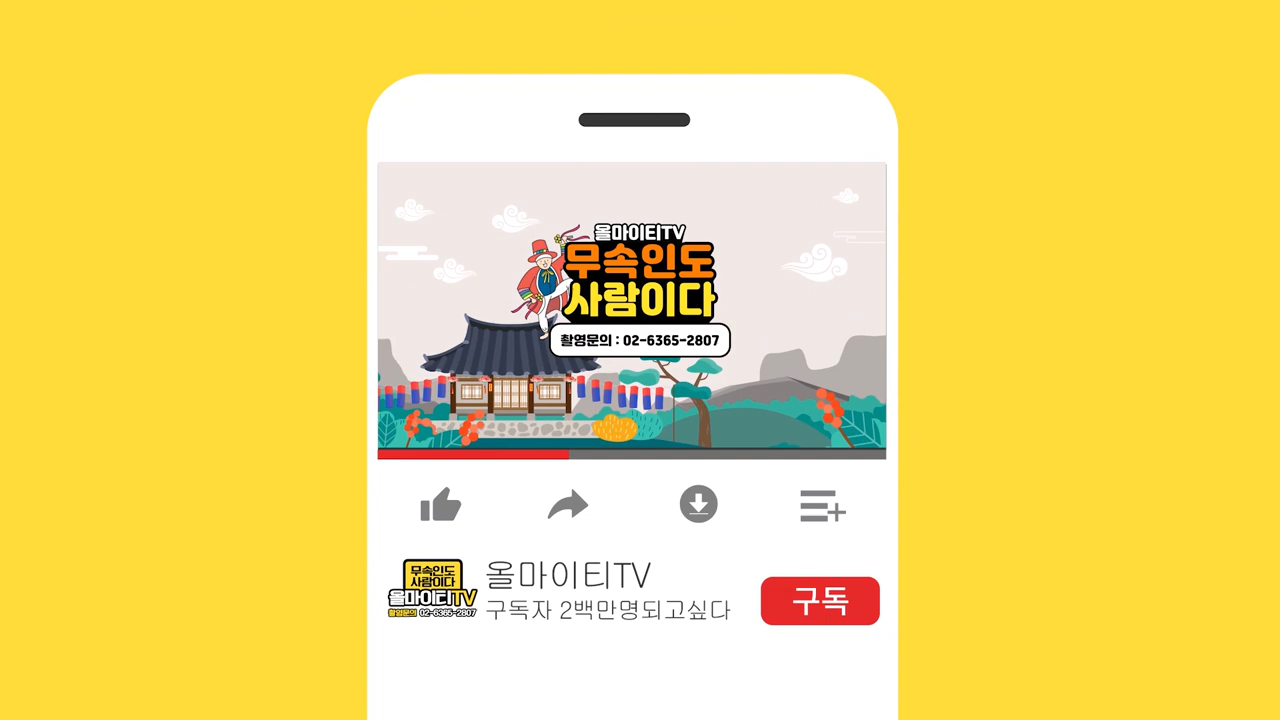 올마이티TV
무속인도
사람이다
촬영문의 : 02-6365-2807
무속인도
사람이다
올마이티TV
촬영문의 02-6365-2807
올마이티TV
구독자 2백만명되고싶다
구독